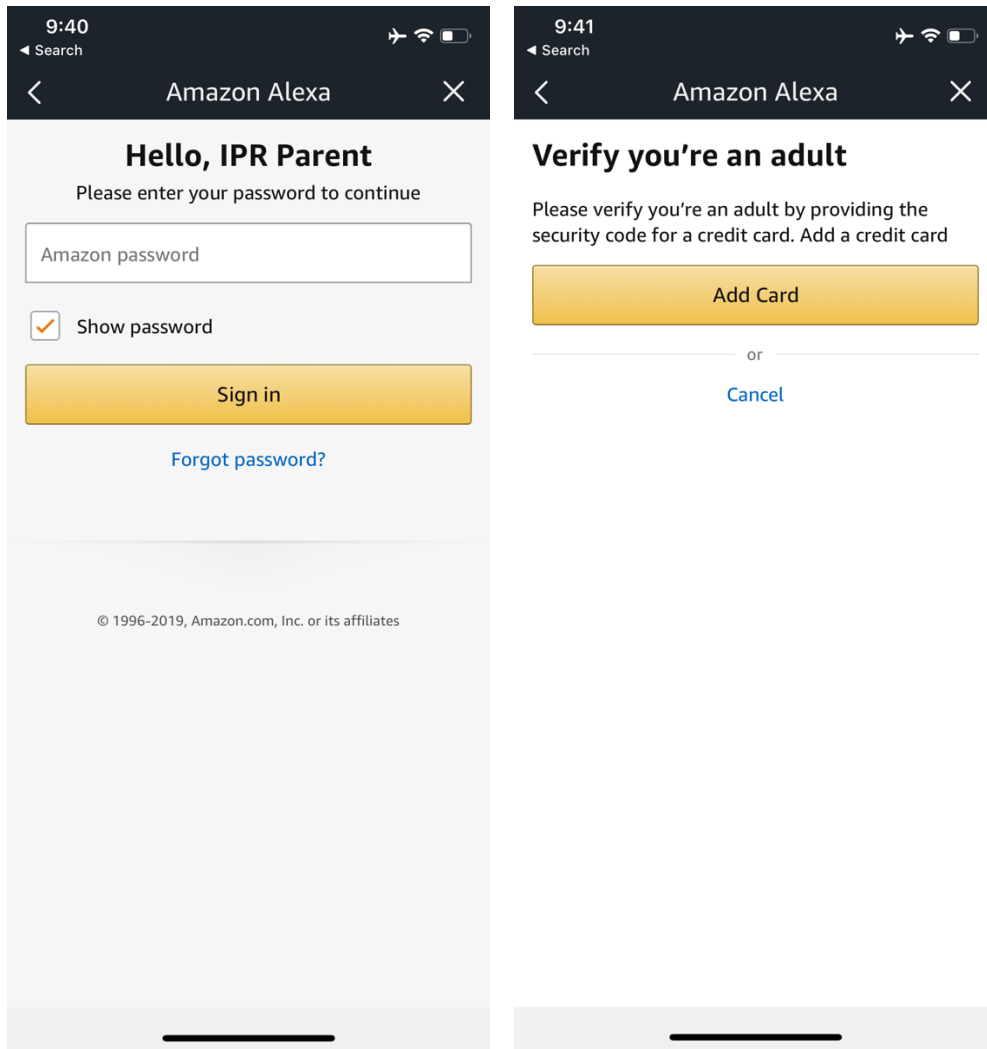 9:40
◀ Search
Amazon Alexa
Hello, IPR Parent
Please enter your password to continue
Amazon password
Show password
Sign in
Forgot password?
© 1996-2019, Amazon.com, Inc. or its affiliates
9:41
◀ Search
Amazon Alexa
Verify you’re an adult
Please verify you’re an adult by providing the
security code for a credit card. Add a credit card
Add Card
or
Cancel